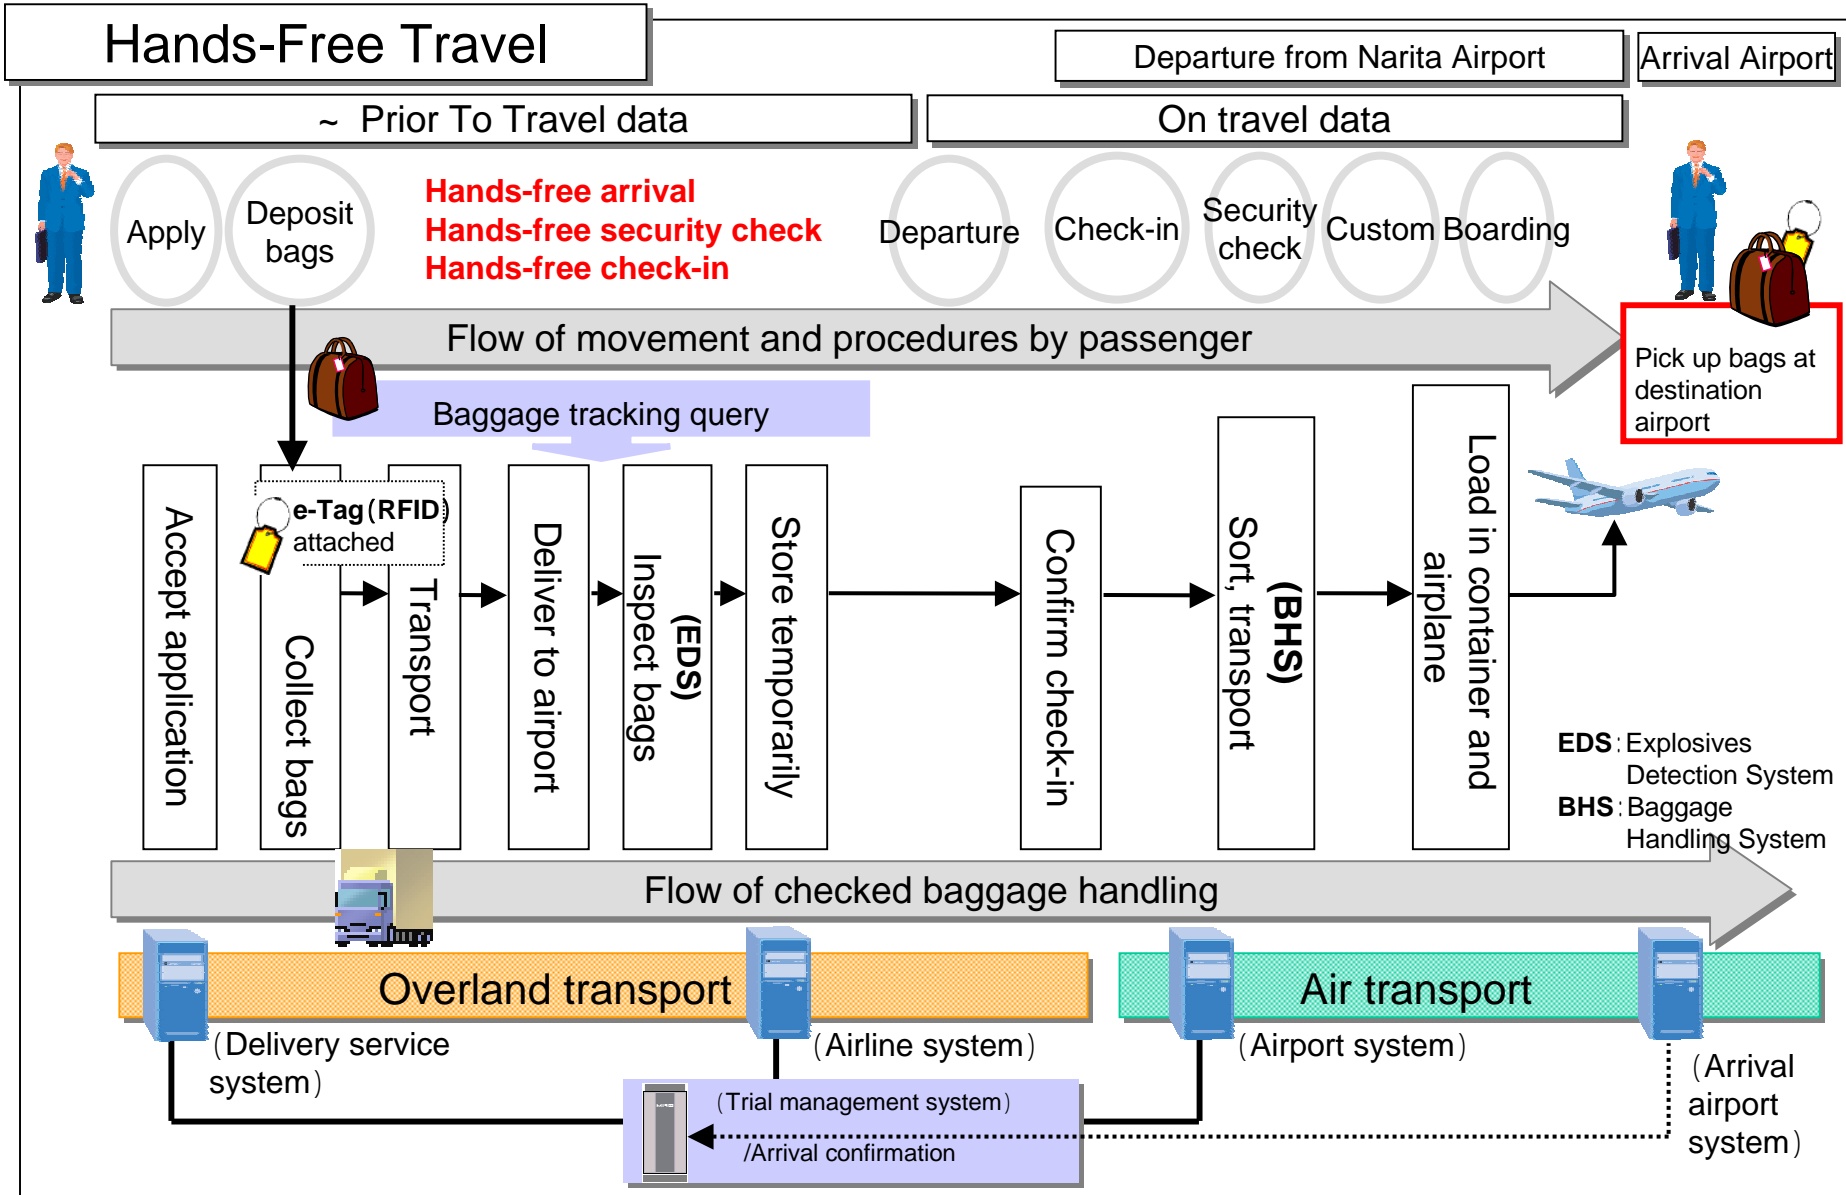 Hands-Free Travel
Departure from Narita Airport
Arrival Airport
~ Prior To Travel data
On travel data
Apply
Deposit
bags
Hands-free arrival
Hands-free security check
Hands-free check-in
Departure
Check-in
Security
check
Custom
Boarding
Flow of movement and procedures by passenger
Pick up bags at
destination
airport
Baggage tracking query
Accept application
Collect bags
e-Tag(RFID)
attached
Transport
Deliver to airport
Inspect bags
(EDS)
Store temporarily
Confirm check-in
Sort, transport
(BHS)
Load in container and
airplane
EDS:Explosives
Detection System
BHS:Baggage
Handling System
Flow of checked baggage handling
Overland transport
Air transport
(Delivery service
system)
(Airline system)
(Airport system)
(Arrival
airport
system)
(Trial management system)
/Arrival confirmation